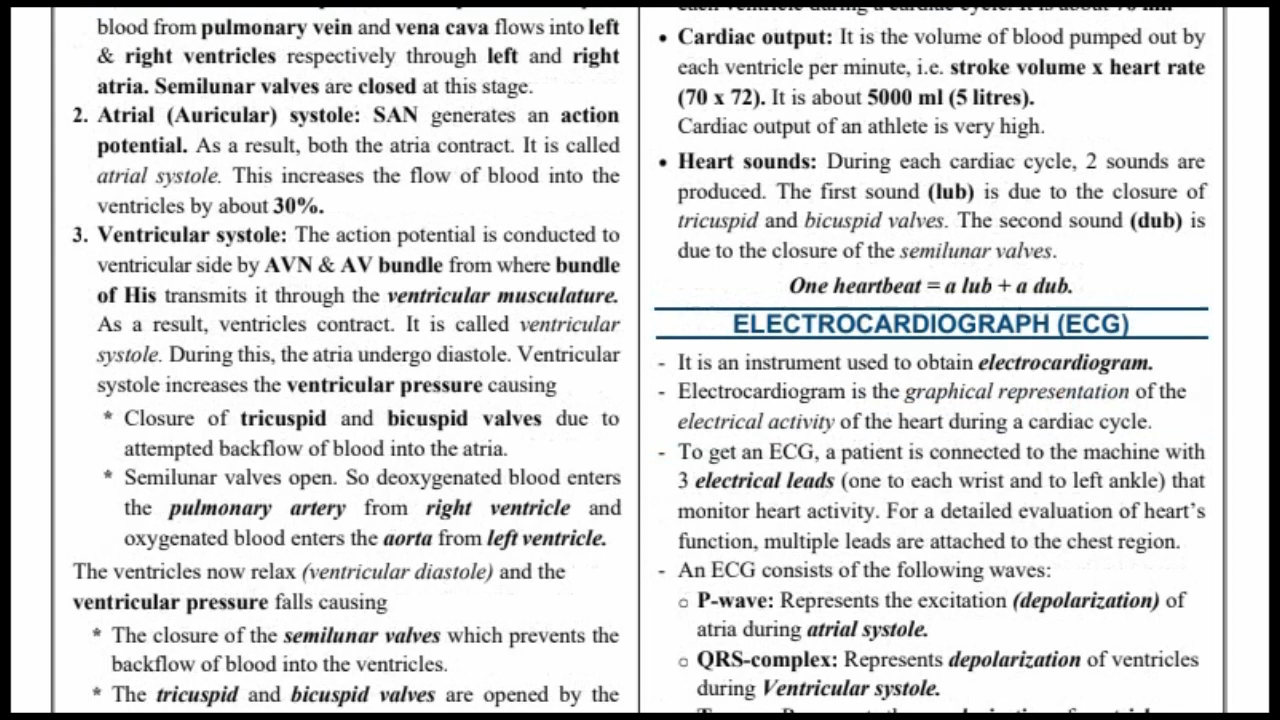 blood from pulmonary vein and vena cava flows into left
& right ventricles respectively through left and right
atria. Semilunar valves are closed at this stage.
2. Atrial (Auricular) systole: SAN generates an action
potential. As a result, both the atria contract. It is called
atrial systole. This increases the flow of blood into the
ventricles by about 30%.
3. Ventricular systole: The action potential is conducted to
ventricular side by AVN & AV bundle from where bundle
of His transmits it through the ventricular musculature.
As a result, ventricles contract. It is called ventricular
systole. During this, the atria undergo diastole. Ventricular
systole increases the ventricular pressure causing
* Closure of tricuspid and bicuspid valves due to
attempted backflow of blood into the atria.
* Semilunar valves open. So deoxygenated blood enters
the pulmonary artery from right ventricle and
oxygenated blood enters the aorta from left ventricle.
The ventricles now relax (ventricular diastole) and the
ventricular pressure falls causing
* The closure of the semilunar valves which prevents the
backflow of blood into the ventricles.
* The tricuspid and bicuspid valves are opened by the
each ventricle during a cardiac cycle. It is about 70 ml.
• Cardiac output: It is the volume of blood pumped out by
each ventricle per minute, i.e. stroke volume x heart rate
(70 x 72). It is about 5000 ml (5 litres).
Cardiac output of an athlete is very high.
• Heart sounds: During each cardiac cycle, 2 sounds are
produced. The first sound (lub) is due to the closure of
tricuspid and bicuspid valves. The second sound (dub) is
due to the closure of the semilunar valves.
One heartbeat = a lub + a dub.
ELECTROCARDIOGRAPH (ECG)
- It is an instrument used to obtain electrocardiogram.
- Electrocardiogram is the graphical representation of the
electrical activity of the heart during a cardiac cycle.
- To get an ECG, a patient is connected to the machine with
3 electrical leads (one to each wrist and to left ankle) that
monitor heart activity. For a detailed evaluation of heart's
function, multiple leads are attached to the chest region.
- An ECG consists of the following waves:
○ P-wave: Represents the excitation (depolarization) of
atria during atrial systole.
○ QRS-complex: Represents depolarization of ventricles
during Ventricular systole.